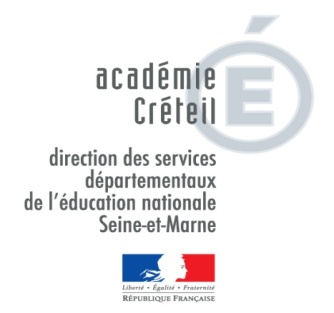 académie
Créteil
É
direction des services
départementaux
de l'éducation nationale
Seine-et-Marne
Liberté • Égalité • Fraternité
RÉPUBLIQUE FRANÇAISE